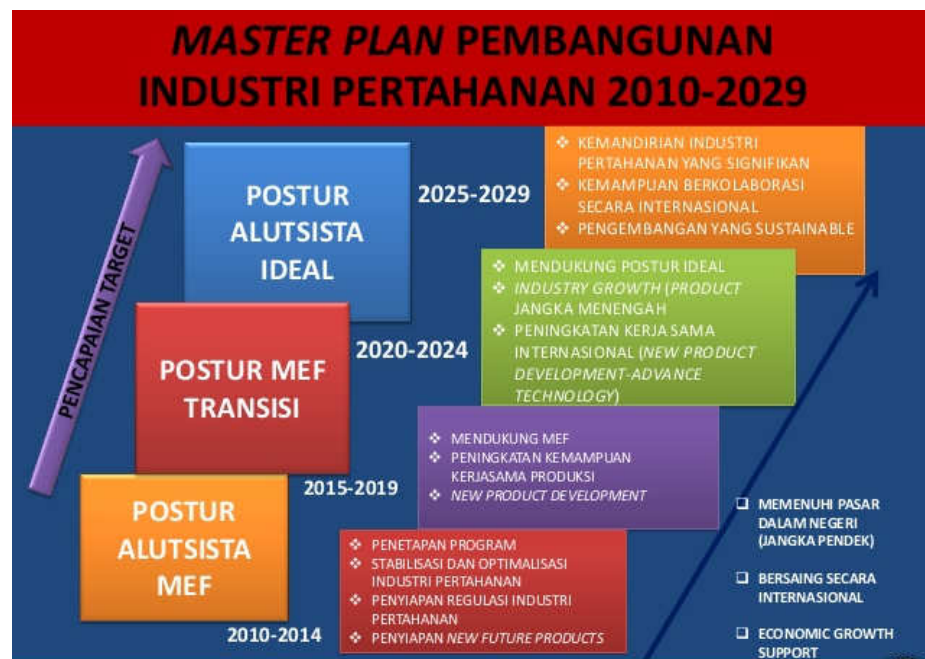 MASTER PLAN PEMBANGUNAN
INDUSTRI PERTAHANAN 2010-2029
PENCAPAIAN TARGET
POSTUR
ALUTSISTA
IDEAL
2025-2029
❖ KEMANDIRIAN INDUSTRI
PERTAHANAN YANG SIGNIFIKAN
❖ KEMAMPUAN BERKOLABORASI
SECARA INTERNASIONAL
❖ PENGEMBANGAN YANG SUSTAINABLE
POSTUR MEF
TRANSISI
2020-2024
❖ MENDUKUNG POSTUR IDEAL
❖ INDUSTRY GROWTH (PRODUCT
JANGKA MENENGAH
❖ PENINGKATAN KERJA SAMA
INTERNASIONAL (NEW PRODUCT
DEVELOPMENT-ADVANCE
TECHNOLOGY)
2015-2019
❖ MENDUKUNG MEF
❖ PENINGKATAN KEMAMPUAN
KERJASAMA PRODUKSI
❖ NEW PRODUCT DEVELOPMENT
POSTUR
ALUTSISTA
MEF
2010-2014
❖ PENETAPAN PROGRAM
❖ STABILISASI DAN OPTIMALISASI
INDUSTRI PERTAHANAN
❖ PENYIAPAN REGULASI INDUSTRI
PERTAHANAN
❖ PENYIAPAN NEW FUTURE PRODUCTS
❑ MEMENUHI PASAR
DALAM NEGERI
(JANGKA PENDEK)
❑ BERSAING SECARA
INTERNASIONAL
❑ ECONOMIC GROWTH
SUPPORT